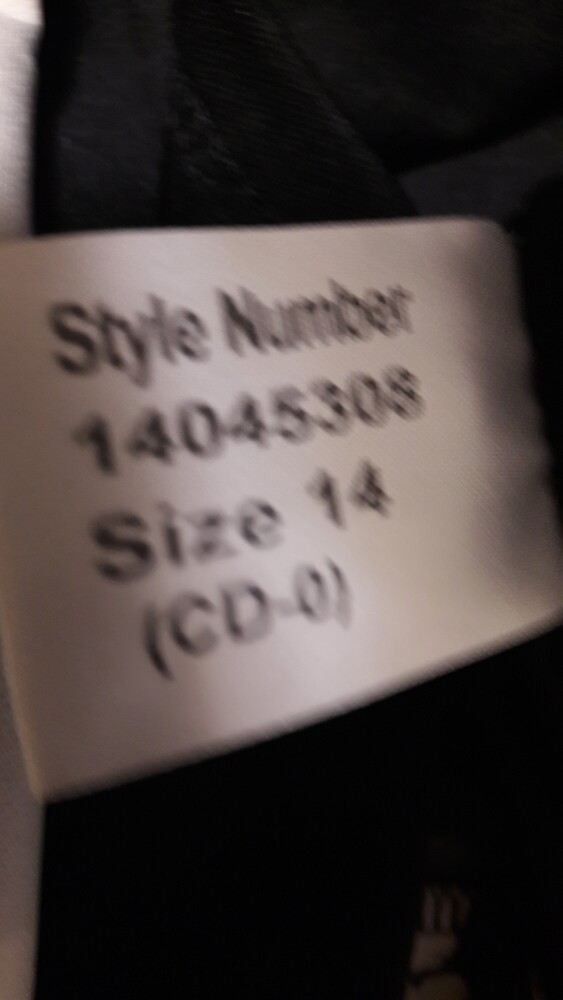 Style Number
14045308
Size 14
(CD-0)